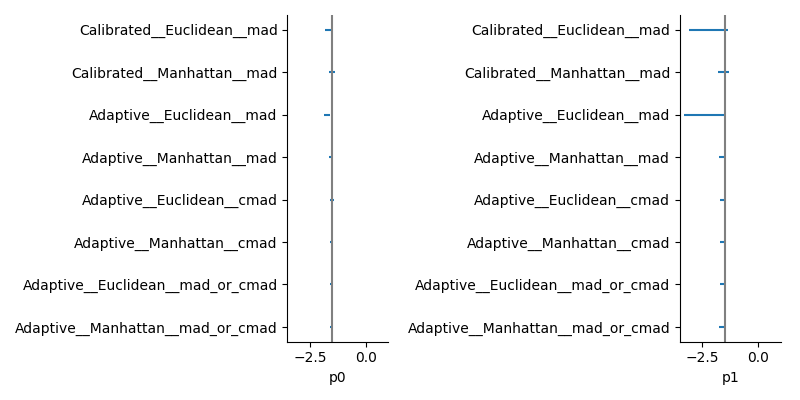 Calibrated__Euclidean__mad
Calibrated__Manhattan__mad
Adaptive__Euclidean__mad
Adaptive__Manhattan__mad
Adaptive__Euclidean__cmad
Adaptive__Manhattan__cmad
Adaptive__Euclidean__mad_or_cmad
Adaptive__Manhattan__mad_or_cmad
−2.5 0.0
p0
Calibrated__Euclidean__mad
Calibrated__Manhattan__mad
Adaptive__Euclidean__mad
Adaptive__Manhattan__mad
Adaptive__Euclidean__cmad
Adaptive__Manhattan__cmad
Adaptive__Euclidean__mad_or_cmad
Adaptive__Manhattan__mad_or_cmad
−2.5 0.0
p1